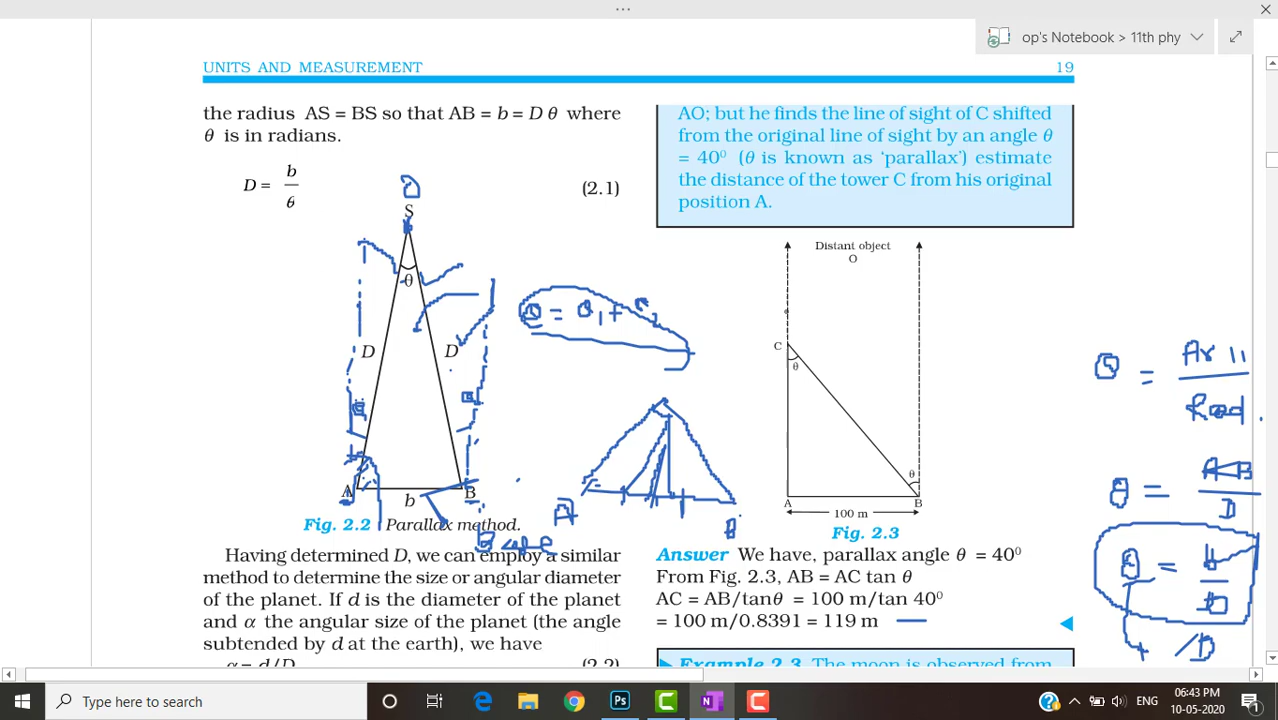 op's Notebook > 11th phy
UNITS AND MEASUREMENT
19
the radius AS = BS so that AB = b = D θ where
θ is in radians.
D = b
θ
(2.1)
S
θ
D
D
A
b
B
Fig. 2.2 Parallax method.
Having determined D, we can employ a similar
method to determine the size or angular diameter
of the planet. If d is the diameter of the planet
and α the angular size of the planet (the angle
subtended by d at the earth), we have
α = d/D
(2.2)
θ = θ1 +
A
B
AO; but he finds the line of sight of C shifted
from the original line of sight by an angle θ
= 40⁰ (θ is known as ‘parallax’) estimate
the distance of the tower C from his original
position A.
Distant object
O
C
θ
θ
A
B
100 m
Fig. 2.3
Answer We have, parallax angle θ = 40⁰
From Fig. 2.3, AB = AC tan θ
AC = AB/tanθ = 100 m/tan 40⁰
= 100 m/0.8391 = 119 m
Example 2.3 The moon is observed from
θ =
θ = AB
D
θ = b
D
Type here to search
ENG
06:43 PM
10-05-2020